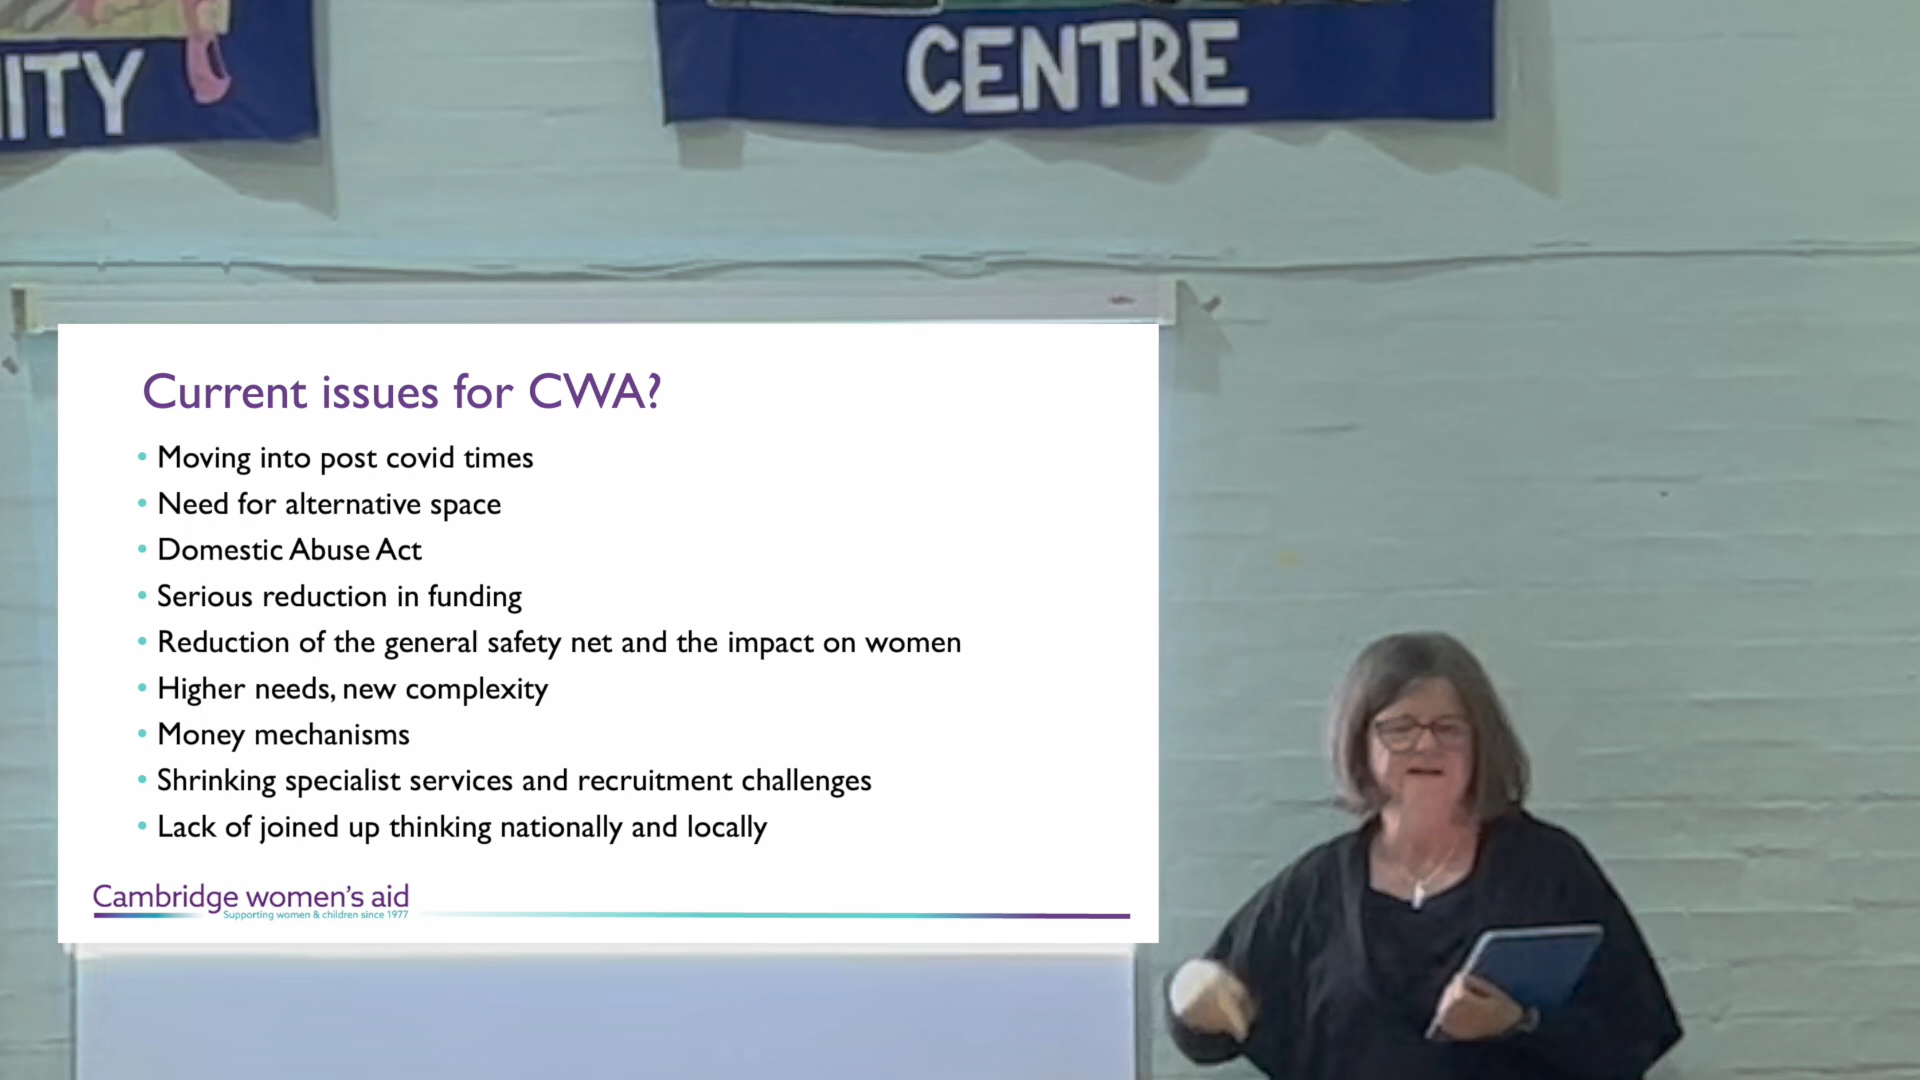 ITY
CENTRE
Current issues for CWA?
• Moving into post covid times
• Need for alternative space
• Domestic Abuse Act
• Serious reduction in funding
• Reduction of the general safety net and the impact on women
• Higher needs, new complexity
• Money mechanisms
• Shrinking specialist services and recruitment challenges
• Lack of joined up thinking nationally and locally
Cambridge women's aid
Supporting women & children since 1977